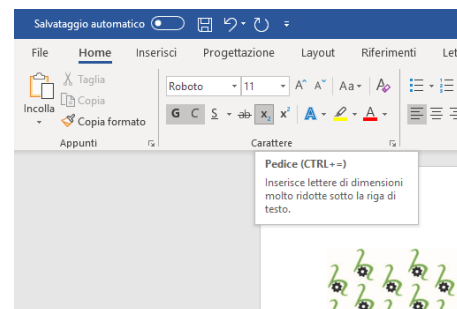 Salvataggio automatico
File Home Inserisci Progettazione Layout Riferimenti Let
Taglia
Copia
Copia formato
Incolla
Roboto 11 A A Aa A
G C S ab x₂ x² A A
Appunti Carattere
Pedice (CTRL+=)
Inserisce lettere di dimensioni
molto ridotte sotto la riga di
testo.